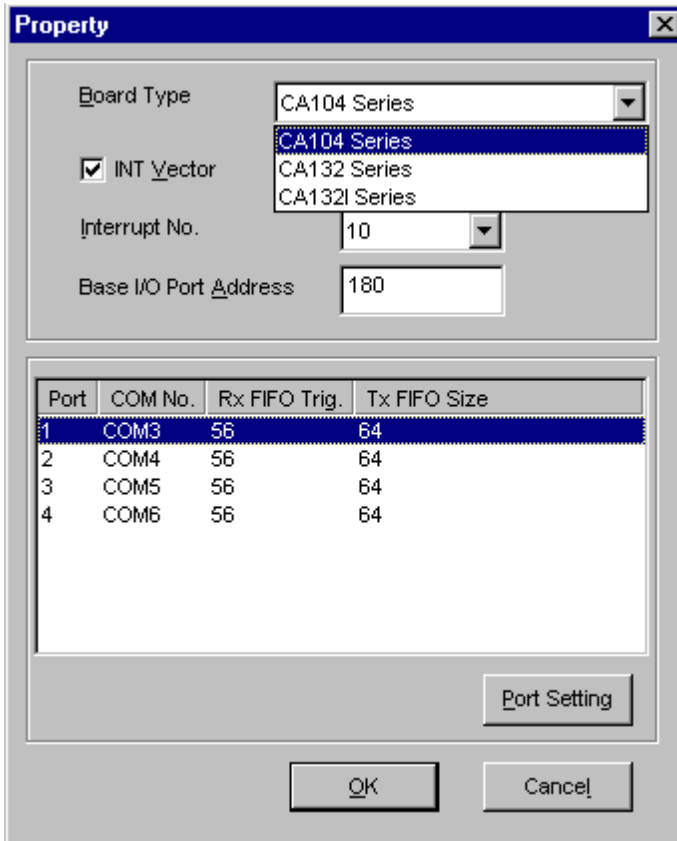 Property
Board Type CA104 Series
CA104 Series
INT Vector CA132 Series
CA132I Series
Interrupt No. 10
Base I/O Port Address 180
Port COM No. Rx FIFO Trig. Tx FIFO Size
1 COM3 56 64
2 COM4 56 64
3 COM5 56 64
4 COM6 56 64
Port Setting
OK Cancel